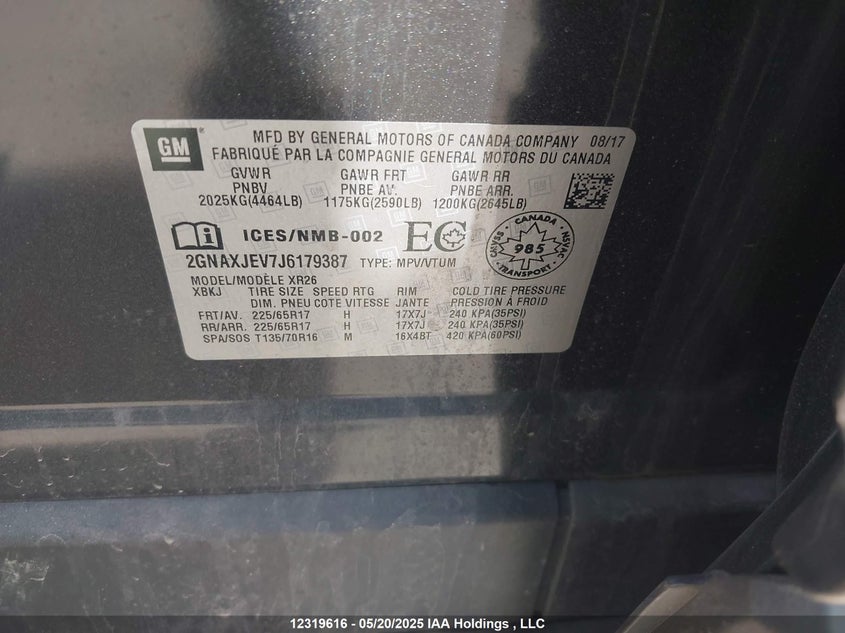 GM ® MFD BY GENERAL MOTORS OF CANADA COMPANY 08/17
FABRIQUÉ PAR LA COMPAGNIE GENERAL MOTORS DU CANADA
GVWR GAWR FRT GAWR RR
PNBV PNBE AV. PNBE ARR.
2025KG(4464LB) 1175KG(2590LB) 1200KG(2645LB)
ICES/NMB-002 EC
CANADA
985
TRANSPORT
CMVSS
NSVAC
2GNAXJEV7J6179387 TYPE: MPV/VTUM
MODEL/MODÈLE XR26
XBKJ TIRE SIZE SPEED RTG RIM COLD TIRE PRESSURE
DIM. PNEU COTE VITESSE JANTE PRESSION À FROID
FRT/AV. 225/65R17 H 17X7J 240 KPA(35PSI)
RR/ARR. 225/65R17 H 17X7J 240 KPA(35PSI)
SPA/SOS T135/70R16 M 16X4BT 420 KPA(60PSI)
12319616 - 05/20/2025 IAA Holdings , LLC